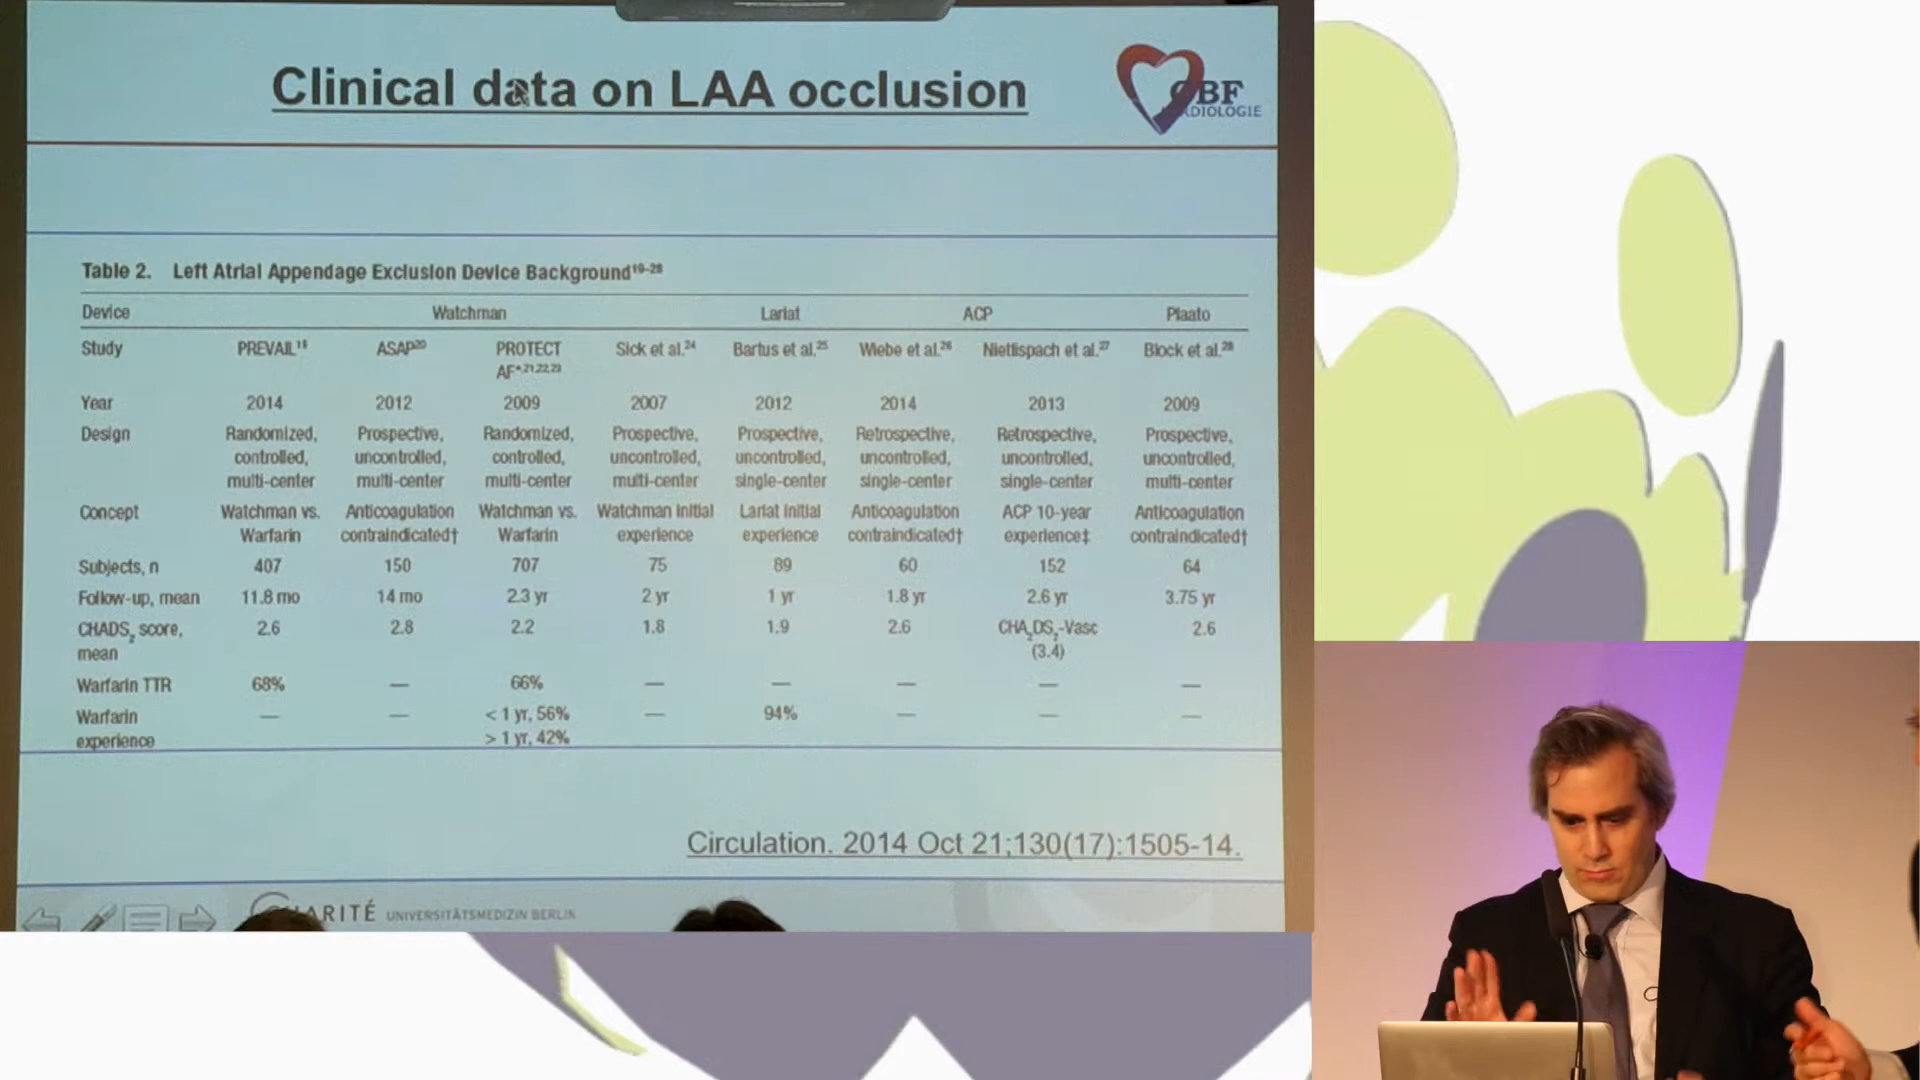 Clinical data on LAA occlusion
CBF
KARDIOLOGIE
Table 2. Left Atrial Appendage Exclusion Device Background¹⁹⁻²⁸
Device Watchman Lariat ACP Plaato
Study PREVAIL¹⁹ ASAP²⁰ PROTECT Sick et al.²⁴ Bartus et al.²⁵ Wiebe et al.²⁶ Nietlispach et al.²⁷ Block et al.²⁸
AF*,21,22,23
Year 2014 2012 2009 2007 2012 2014 2013 2009
Design Randomized, Prospective, Randomized, Prospective, Prospective, Retrospective, Retrospective, Prospective,
controlled, uncontrolled, controlled, uncontrolled, uncontrolled, uncontrolled, uncontrolled, uncontrolled,
multi-center multi-center multi-center multi-center single-center single-center single-center multi-center
Concept Watchman vs. Anticoagulation Watchman vs. Watchman initial Lariat initial Anticoagulation ACP 10-year Anticoagulation
Warfarin contraindicated† Warfarin experience experience contraindicated† experience‡ contraindicated†
Subjects, n 407 150 707 75 89 60 152 64
Follow-up, mean 11.8 mo 14 mo 2.3 yr 2 yr 1 yr 1.8 yr 2.6 yr 3.75 yr
CHADS₂ score, 2.6 2.8 2.2 1.8 1.9 2.6 CHA₂DS₂-Vasc 2.6
mean (3.4)
Warfarin TTR 68% — 66% — — — — —
Warfarin — — < 1 yr, 56% — 94% — — —
experience > 1 yr, 42%
Circulation. 2014 Oct 21;130(17):1505-14.
CHARITÉ UNIVERSITÄTSMEDIZIN BERLIN